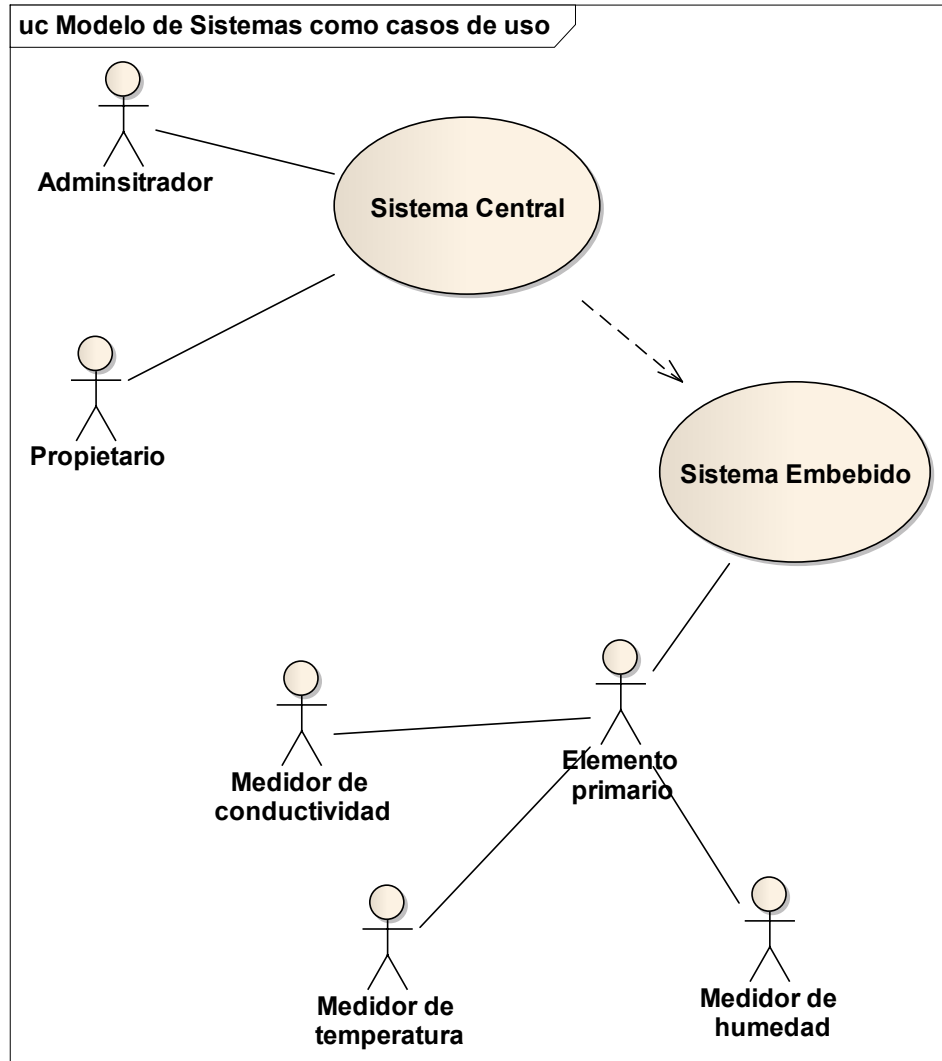 uc Modelo de Sistemas como casos de uso
Adminsitrador
Sistema Central
Propietario
Sistema Embebido
Elemento
primario
Medidor de
conductividad
Medidor de
temperatura
Medidor de
humedad